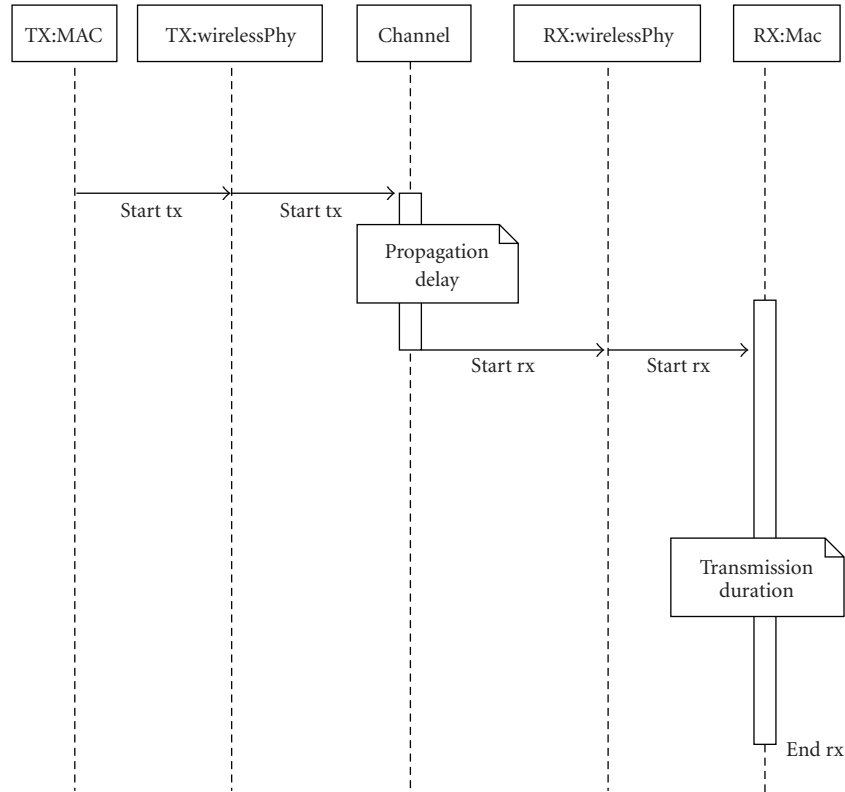 TX:MAC
TX:wirelessPhy
Channel
RX:wirelessPhy
RX:Mac
Start tx
Start tx
Propagation
delay
Start rx
Start rx
Transmission
duration
End rx